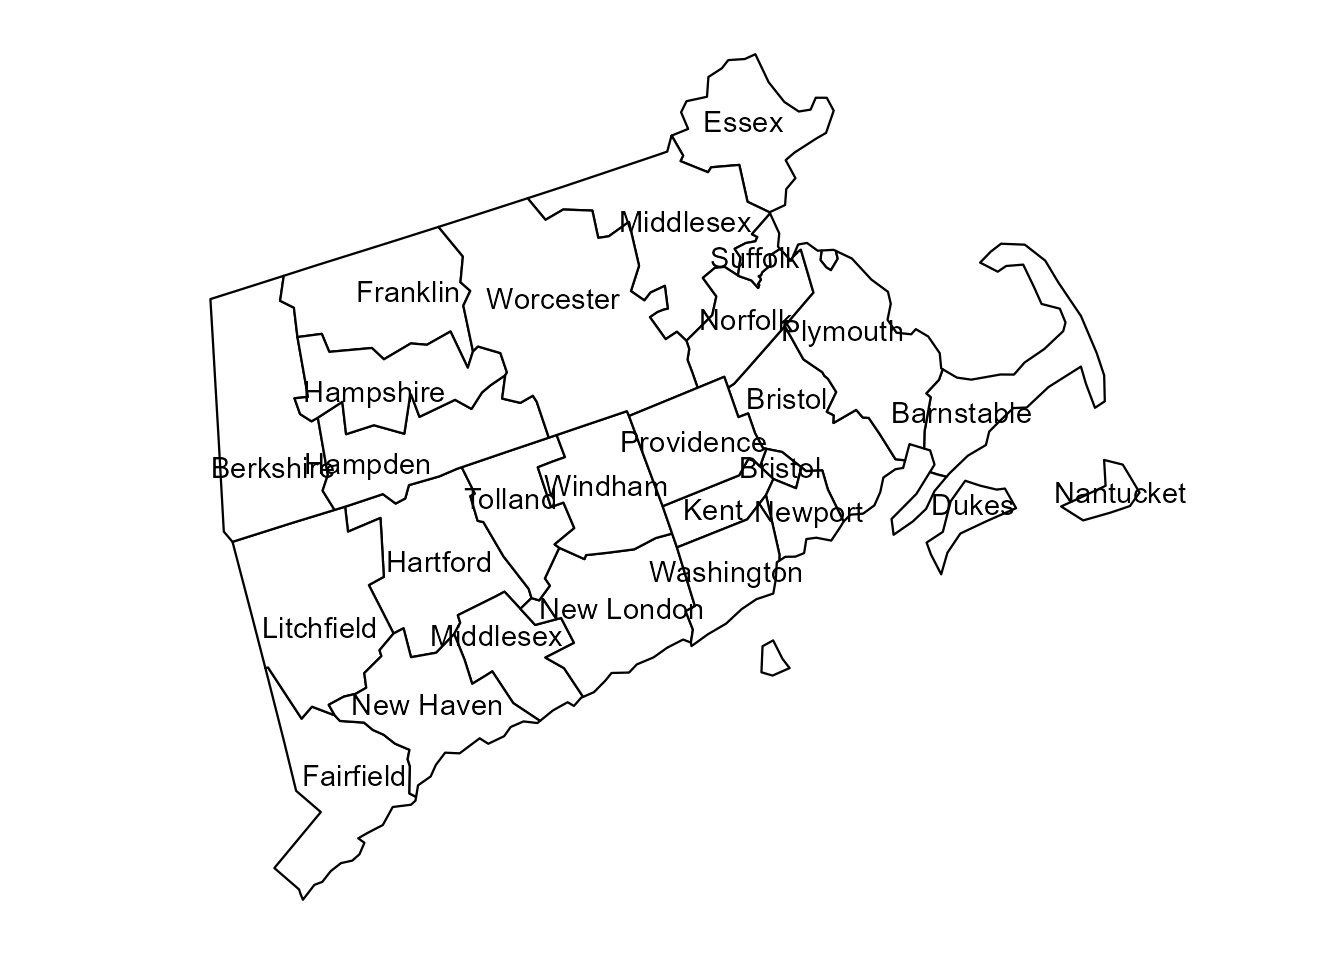 Essex
Middlesex
Suffolk
Franklin
Worcester
Norfolk
Plymouth
Hampshire
Bristol
Barnstable
Providence
Berkshire
Hampden
Bristol
Tolland
Windham
Nantucket
Kent
Newport
Dukes
Hartford
Washington
New London
Litchfield
Middlesex
New Haven
Fairfield